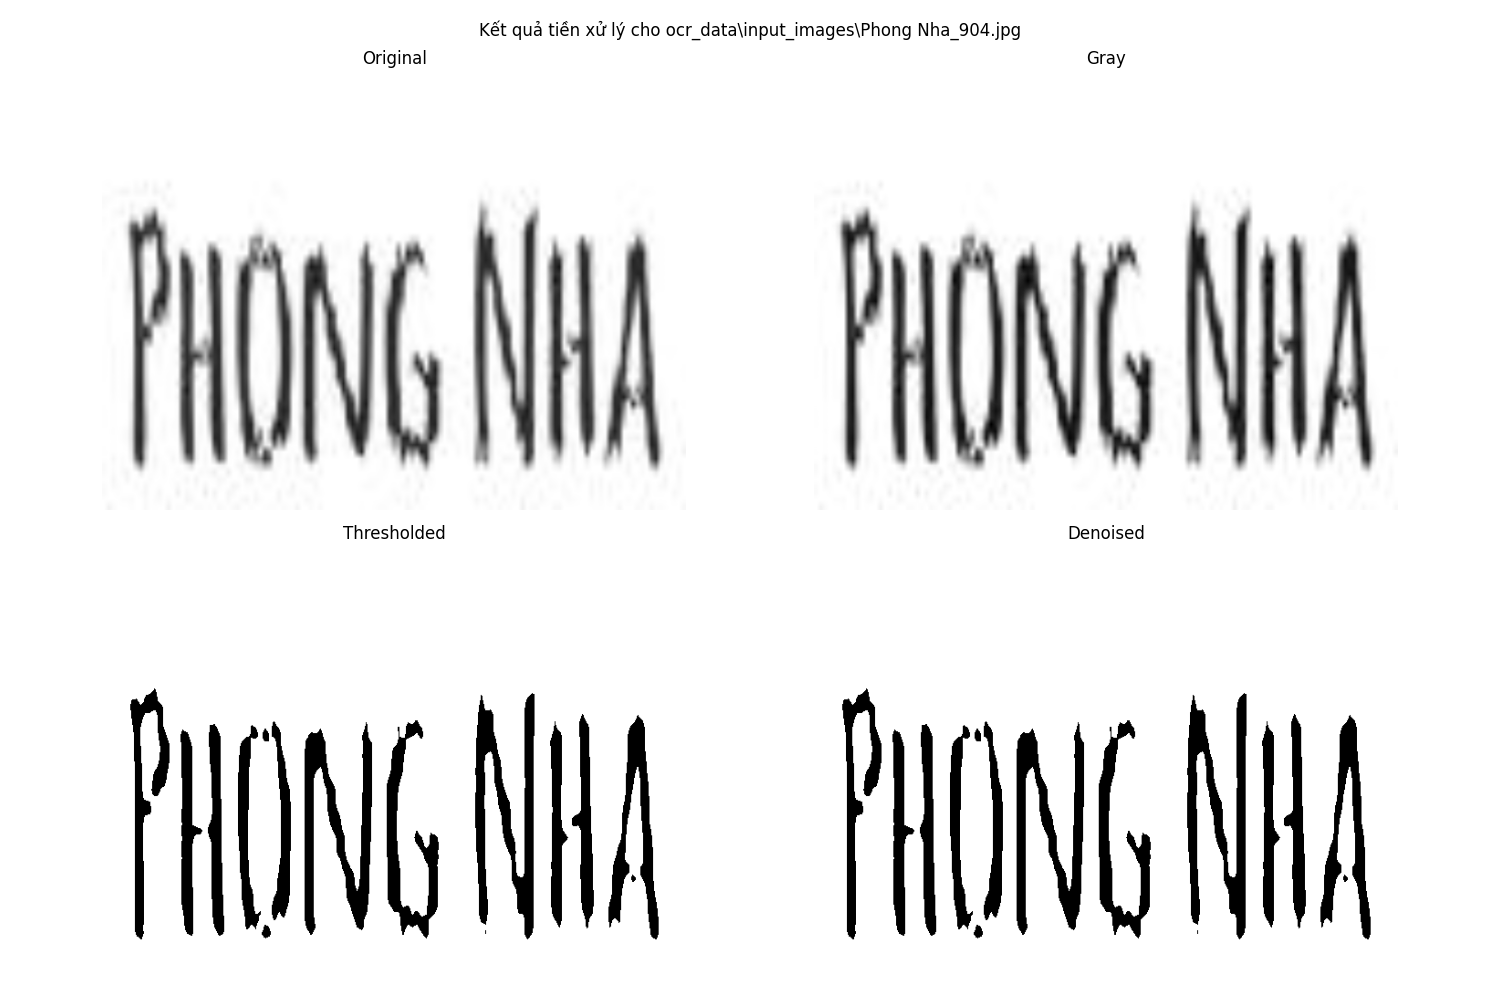 Kết quả tiền xử lý cho ocr_data\input_images\Phong Nha_904.jpg
Original
Gray
PHONG NHA
PHONG NHA
Thresholded
Denoised
PHONG NHA
PHONG NHA